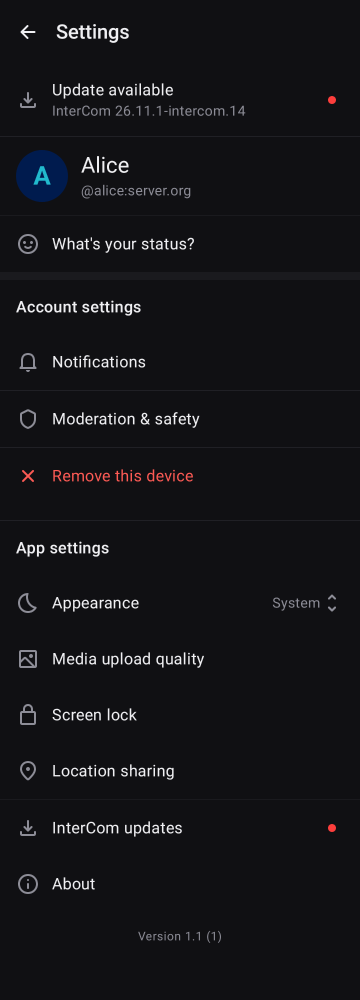 Settings
Update available
InterCom 26.11.1-intercom.14
A
Alice
@alice:server.org
What's your status?
Account settings
Notifications
Moderation & safety
Remove this device
App settings
Appearance
System
Media upload quality
Screen lock
Location sharing
InterCom updates
About
Version 1.1 (1)